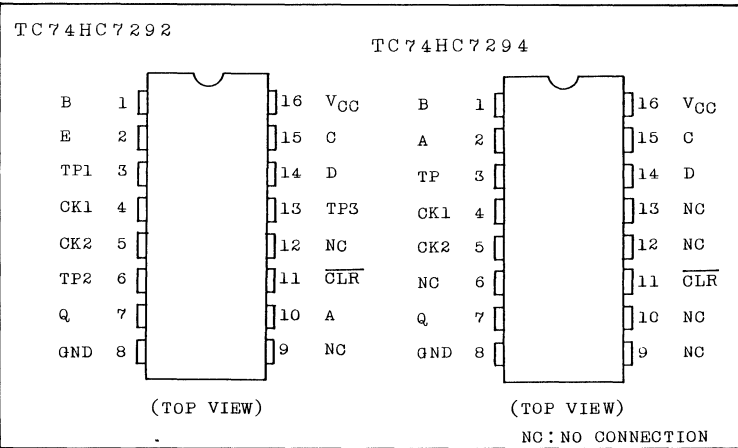 TC74HC7292
B 1 16 VCC
E 2 15 C
TP1 3 14 D
CK1 4 13 TP3
CK2 5 12 NC
TP2 6 11 CLR
Q 7 10 A
GND 8 9 NC
(TOP VIEW)
TC74HC7294
B 1 16 VCC
A 2 15 C
TP 3 14 D
CK1 4 13 NC
CK2 5 12 NC
NC 6 11 CLR
Q 7 10 NC
GND 8 9 NC
(TOP VIEW)
NC:NO CONNECTION